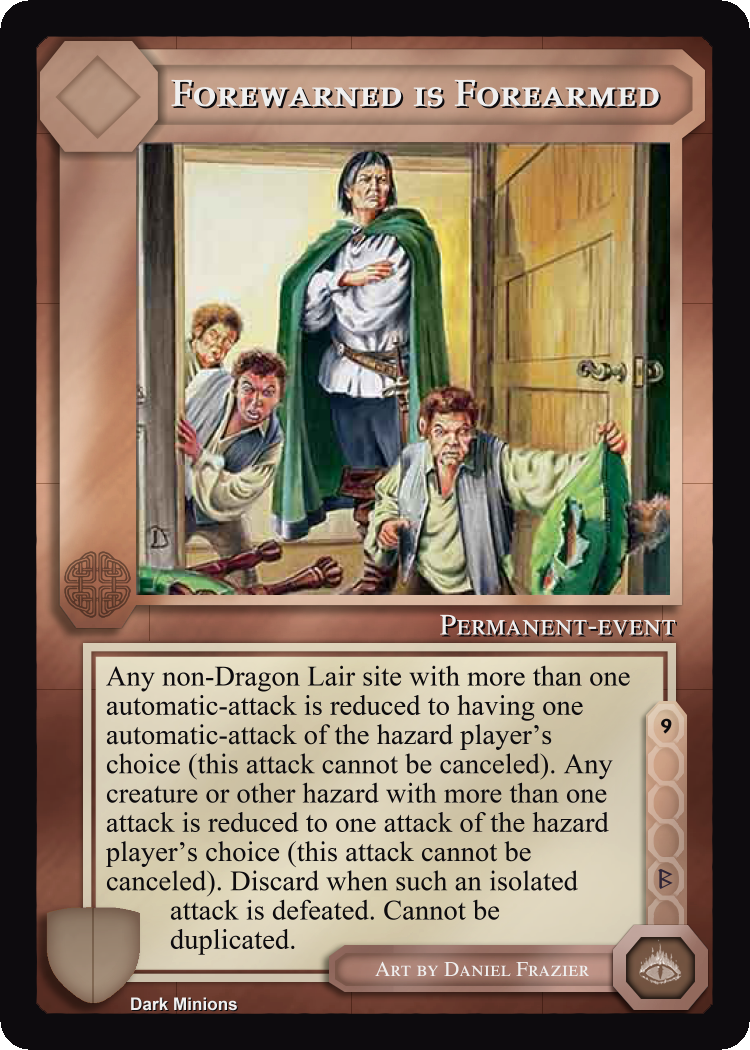 Forewarned is Forearmed
Permanent-event
Any non-Dragon Lair site with more than one
automatic-attack is reduced to having one
automatic-attack of the hazard player's
choice (this attack cannot be canceled). Any
creature or other hazard with more than one
attack is reduced to one attack of the hazard
player's choice (this attack cannot be
canceled). Discard when such an isolated
attack is defeated. Cannot be
duplicated.
9
Art by Daniel Frazier
Dark Minions